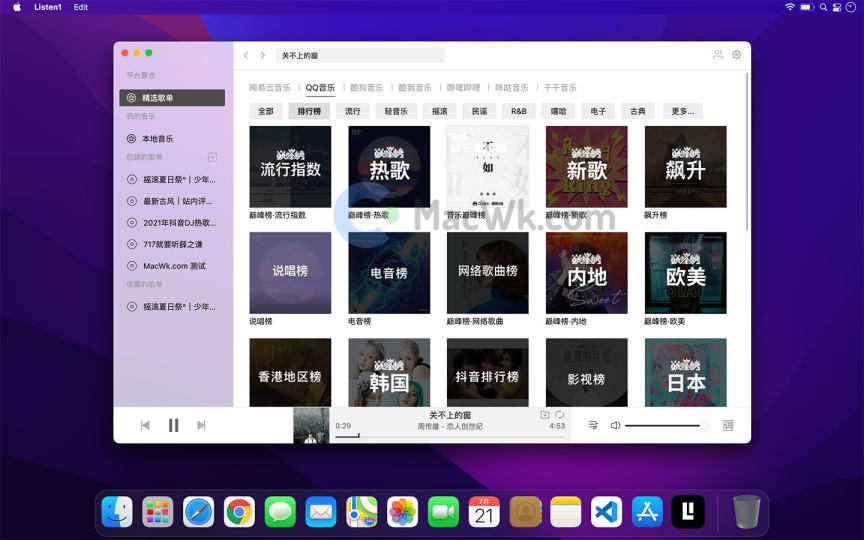 Listen1 Edit
关不上的窗
平台聚合
精选歌单
我的音乐
本地音乐
创建的歌单
摇滚夏日祭°｜少年...
最新古风｜站内评...
2021年抖音DJ热歌...
717就要听薛之谦
MacWk.com 测试
收藏的歌单
摇滚夏日祭°｜少年...
网易云音乐 | QQ音乐 | 酷狗音乐 | 酷我音乐 | 哔哩哔哩 | 咪咕音乐 | 千千音乐
全部 排行榜 流行 轻音乐 摇滚 民谣 R&B 嘻哈 电子 古典 更多...
巅峰榜 流行指数
巅峰榜 热歌
不如
巅峰榜 新歌
Ring
巅峰榜 飙升
巅峰榜·流行指数 巅峰榜·热歌 音乐巅峰榜 巅峰榜·新歌 飙升榜
MacWk.com
说唱榜
电音榜
网络歌曲榜
巅峰榜 内地
Sweet
巅峰榜 欧美
说唱榜 电音榜 巅峰榜·网络歌曲 巅峰榜·内地 巅峰榜·欧美
香港地区榜
巅峰榜 韩国
抖音排行榜
影视榜
巅峰榜 日本
关不上的窗
0:29 周传雄 - 恋人创世纪 4:53
词
7月
21